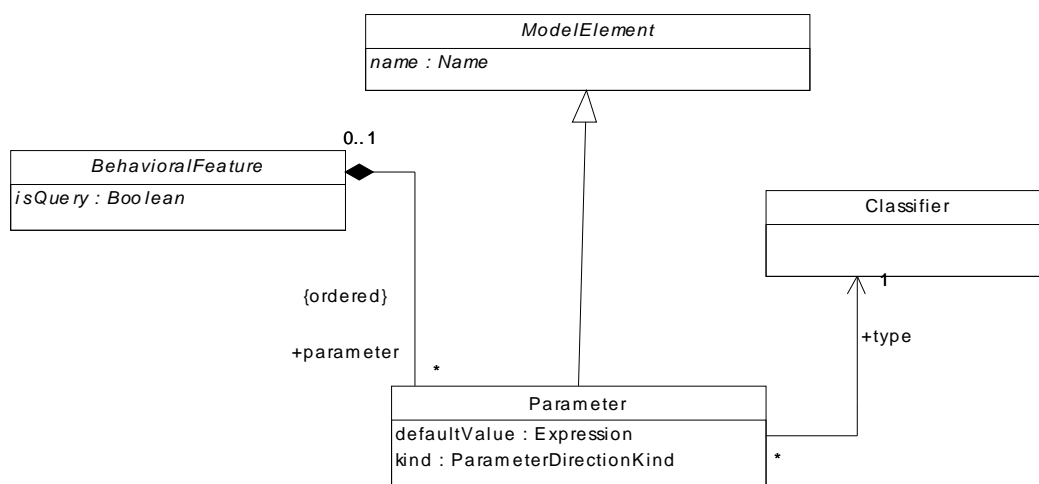 ModelElement
name : Name
0..1
BehavioralFeature
isQuery : Boolean
Classifier
1
{ordered}
+type
+parameter
*
Parameter
defaultValue : Expression
kind : ParameterDirectionKind
*